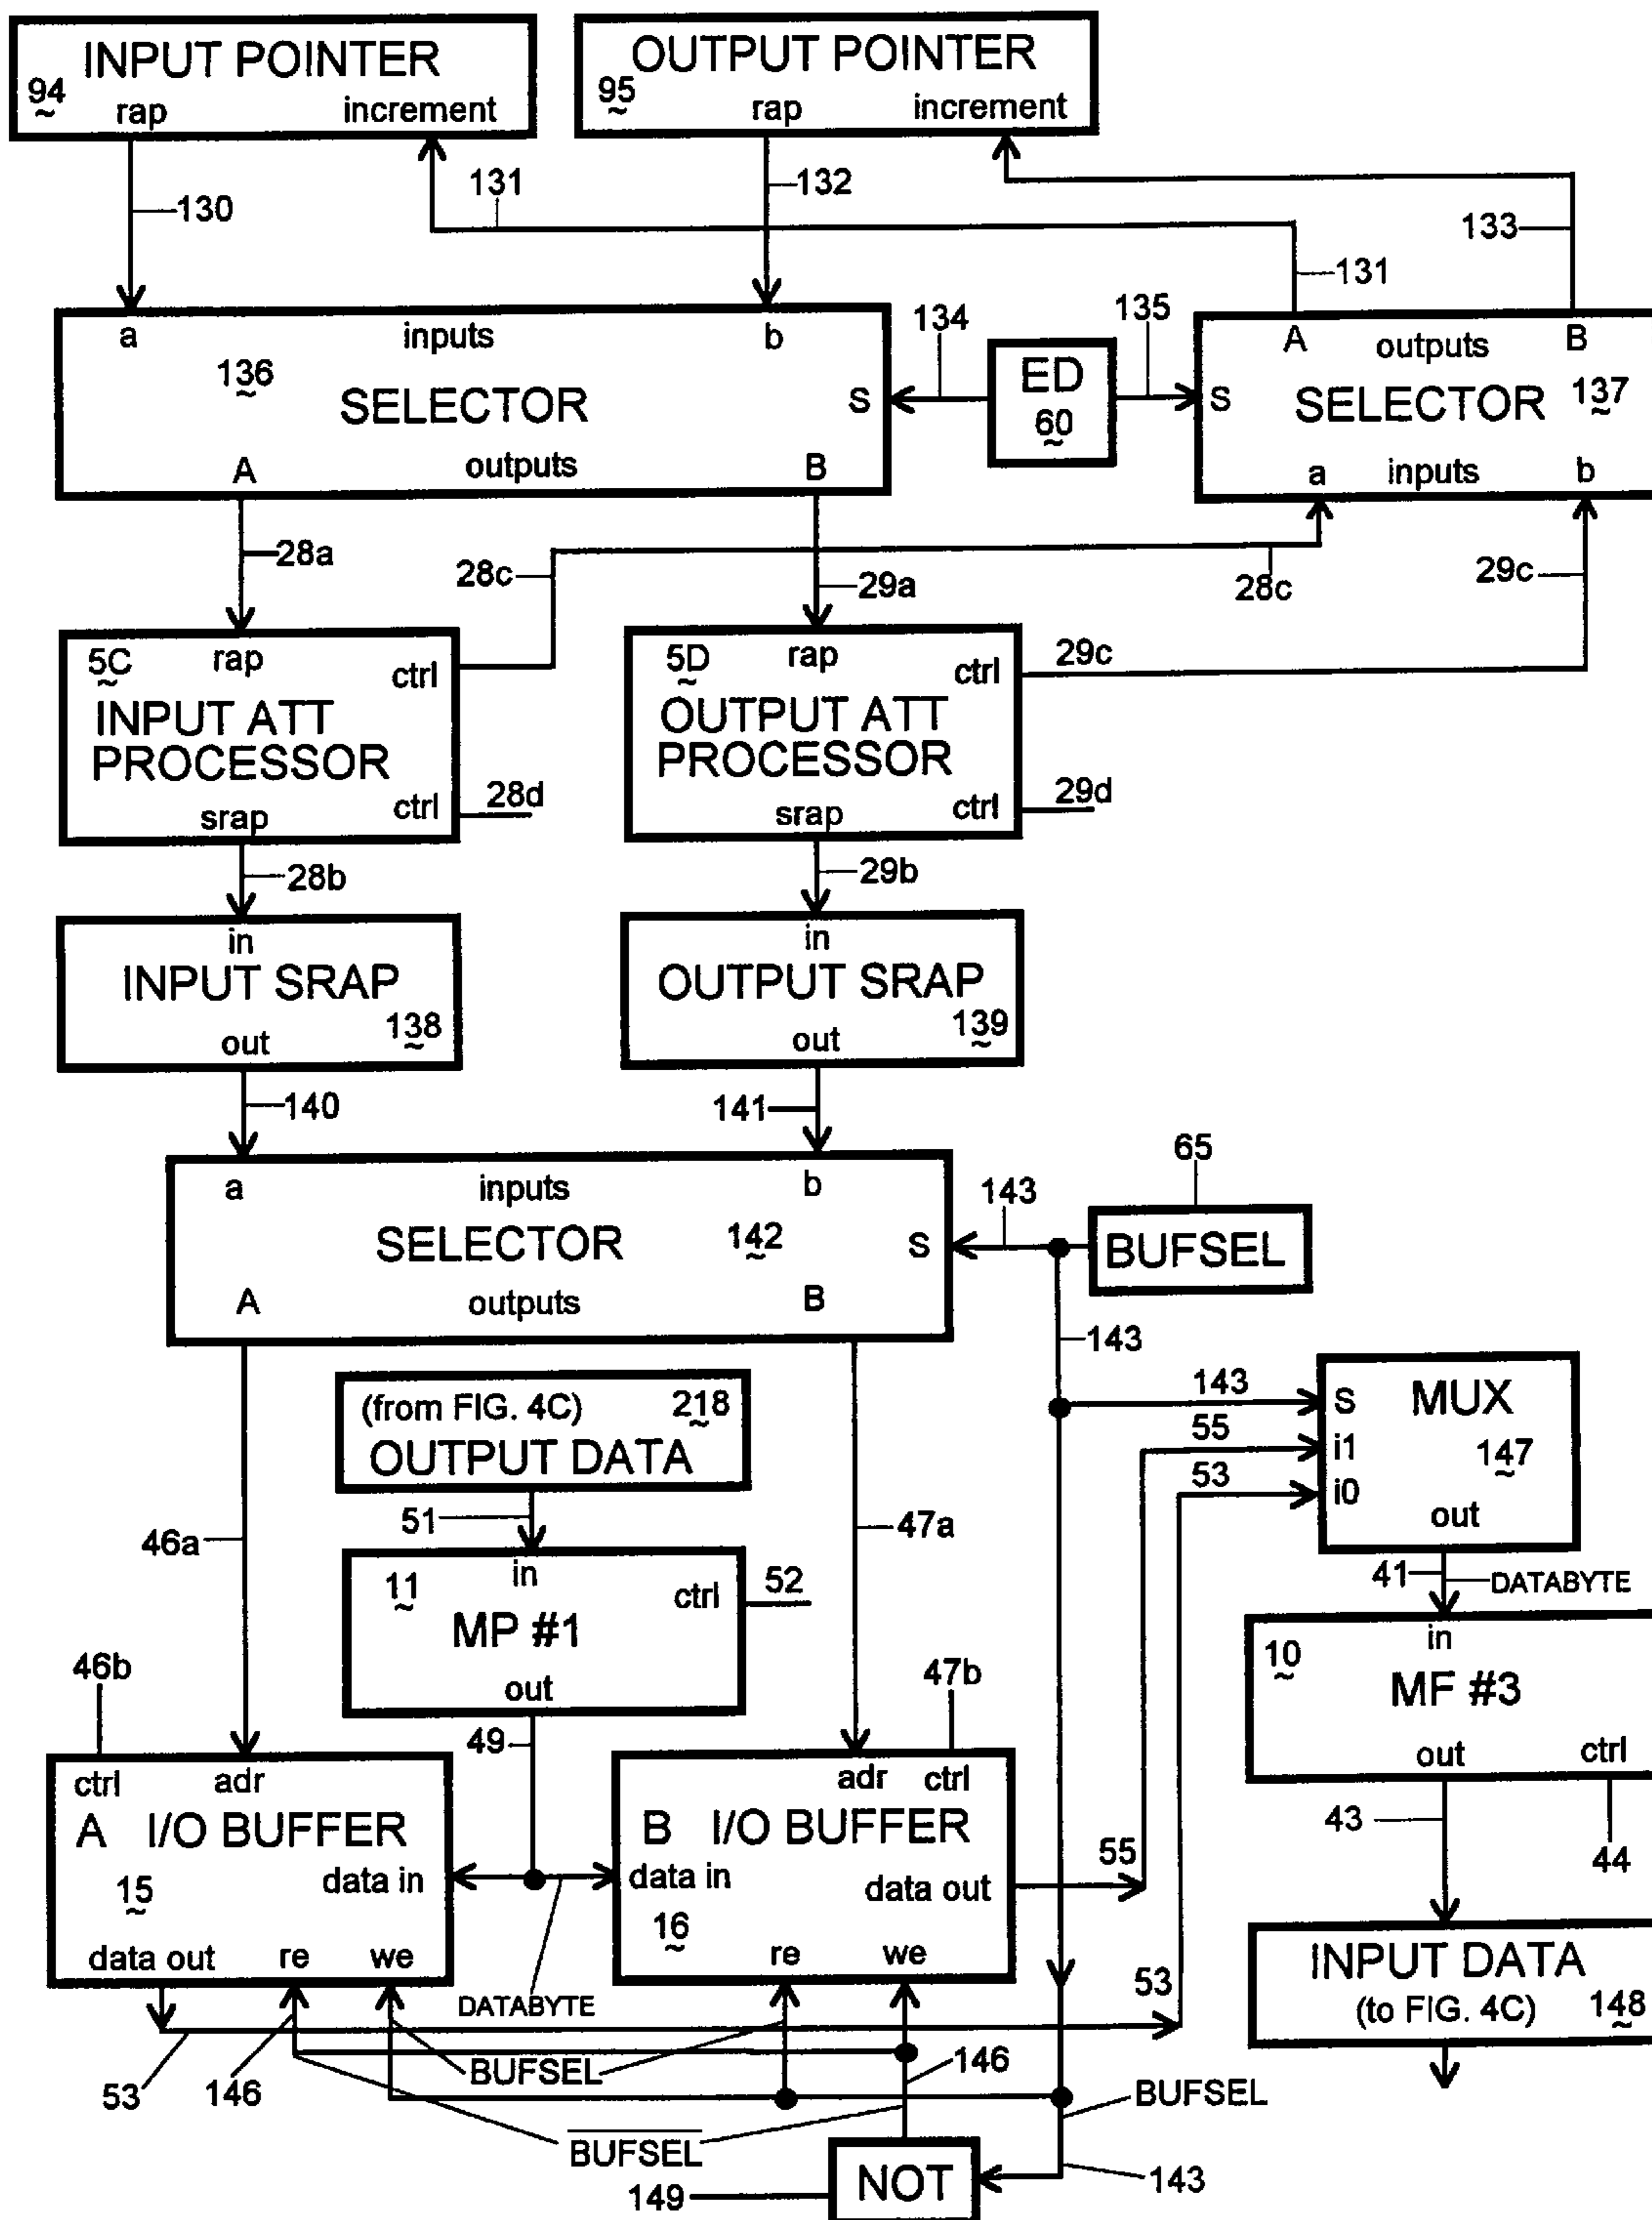 INPUT POINTER
94
rap
increment
OUTPUT POINTER
95
rap
increment
130
131
132
131
133
a
inputs
b
136
SELECTOR
S
A
outputs
B
134
ED
60
135
A
outputs
B
S
SELECTOR
137
a
inputs
b
28a
28c
29a
28c
29c
5C
rap
ctrl
INPUT ATT
PROCESSOR
srap
ctrl
28d
5D
rap
ctrl
29c
OUTPUT ATT
PROCESSOR
srap
ctrl
29d
28b
29b
in
INPUT SRAP
138
out
in
OUTPUT SRAP
139
out
140
141
65
a
inputs
b
SELECTOR
142
S
A
outputs
B
143
BUFSEL
143
(from FIG. 4C)
218
OUTPUT DATA
143
55
53
S
MUX
i1
147
i0
out
46a
51
47a
11
in
ctrl
52
MP #1
out
41
DATABYTE
in
10
MF #3
out
ctrl
46b
49
47b
ctrl
adr
A I/O BUFFER
data in
15
data out
re
we
adr
ctrl
B I/O BUFFER
data in
data out
16
re
we
55
43
44
DATABYTE
53
INPUT DATA
(to FIG. 4C)
148
53
146
BUFSEL
146
BUFSEL
BUFSEL
149
NOT
143